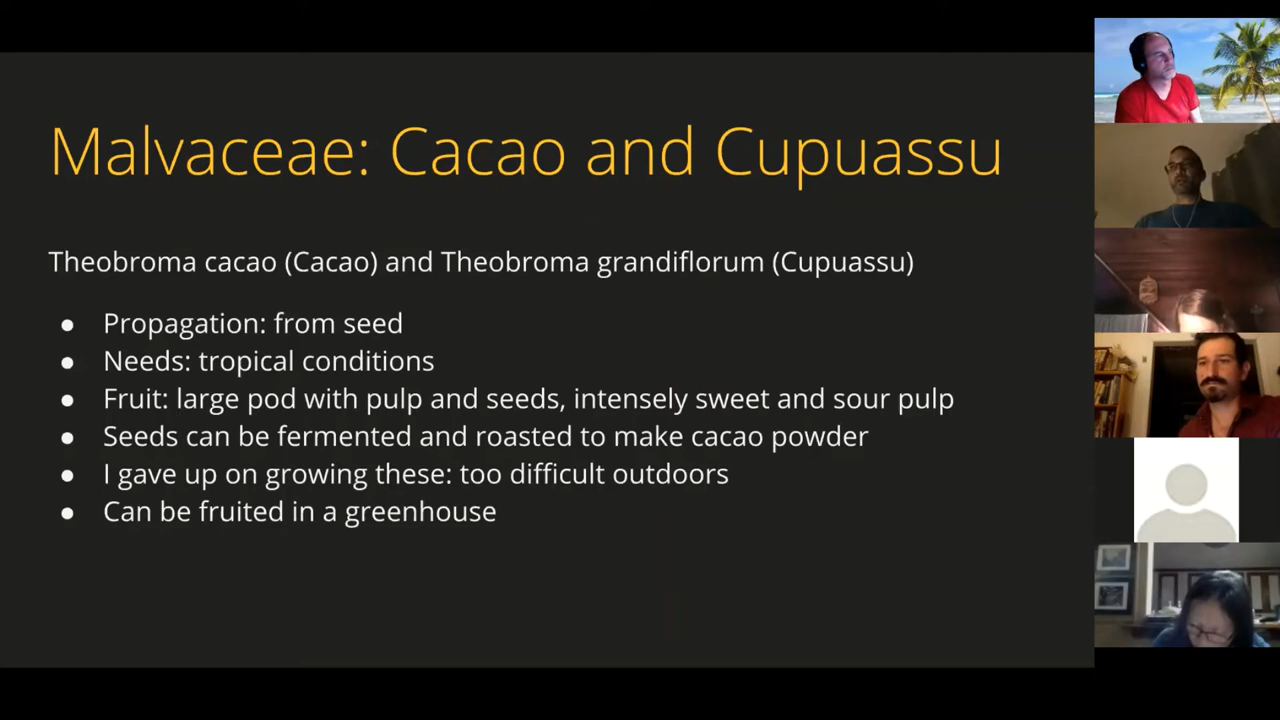 Malvaceae: Cacao and Cupuassu
Theobroma cacao (Cacao) and Theobroma grandiflorum (Cupuassu)
● Propagation: from seed
● Needs: tropical conditions
● Fruit: large pod with pulp and seeds, intensely sweet and sour pulp
● Seeds can be fermented and roasted to make cacao powder
● I gave up on growing these: too difficult outdoors
● Can be fruited in a greenhouse